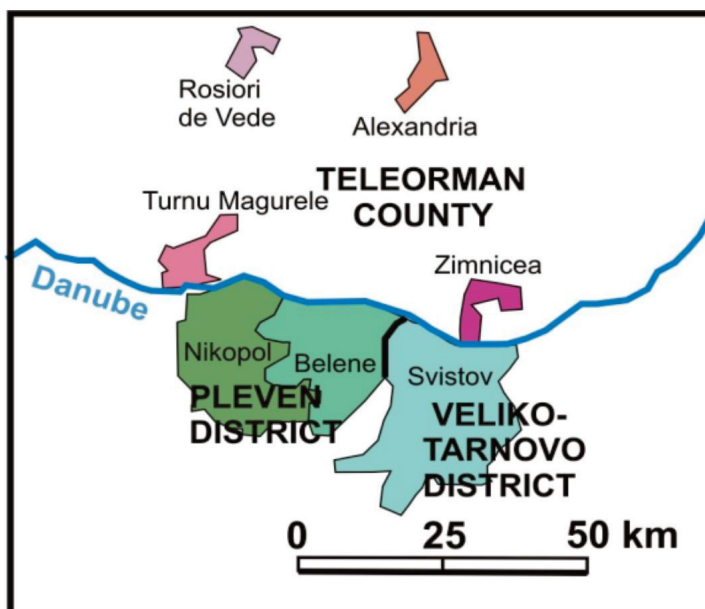 Rosiori
de Vede
Alexandria
TELEORMAN
COUNTY
Turnu Magurele
Zimnicea
Danube
Nikopol
Belene
Svistov
PLEVEN
DISTRICT
VELIKO-
TARNOVO
DISTRICT
0 25 50 km